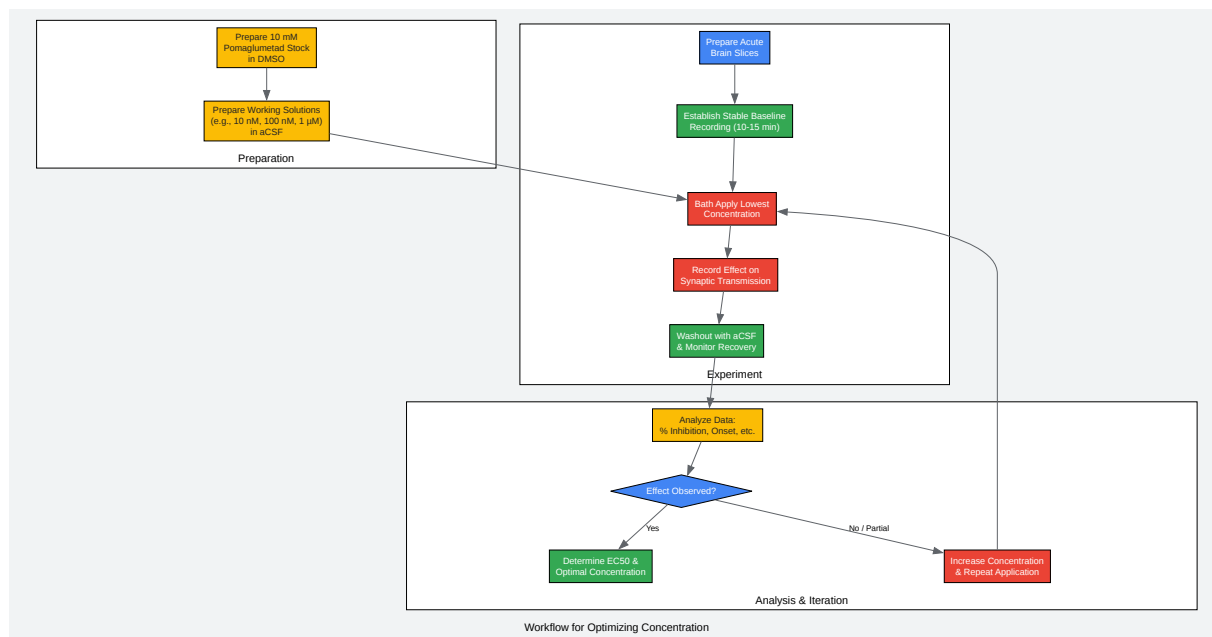 Prepare 10 mM
Pomaglumetad Stock
in DMSO
Prepare Working Solutions
(e.g., 10 nM, 100 nM, 1 µM)
in aCSF
Preparation
Prepare Acute
Brain Slices
Establish Stable Baseline
Recording (10-15 min)
Bath Apply Lowest
Concentration
Record Effect on
Synaptic Transmission
Washout with aCSF
& Monitor Recovery
Experiment
Analyze Data:
% Inhibition, Onset, etc.
Effect Observed?
Yes
No / Partial
Determine EC50 &
Optimal Concentration
Increase Concentration
& Repeat Application
Analysis & Iteration
Workflow for Optimizing Concentration